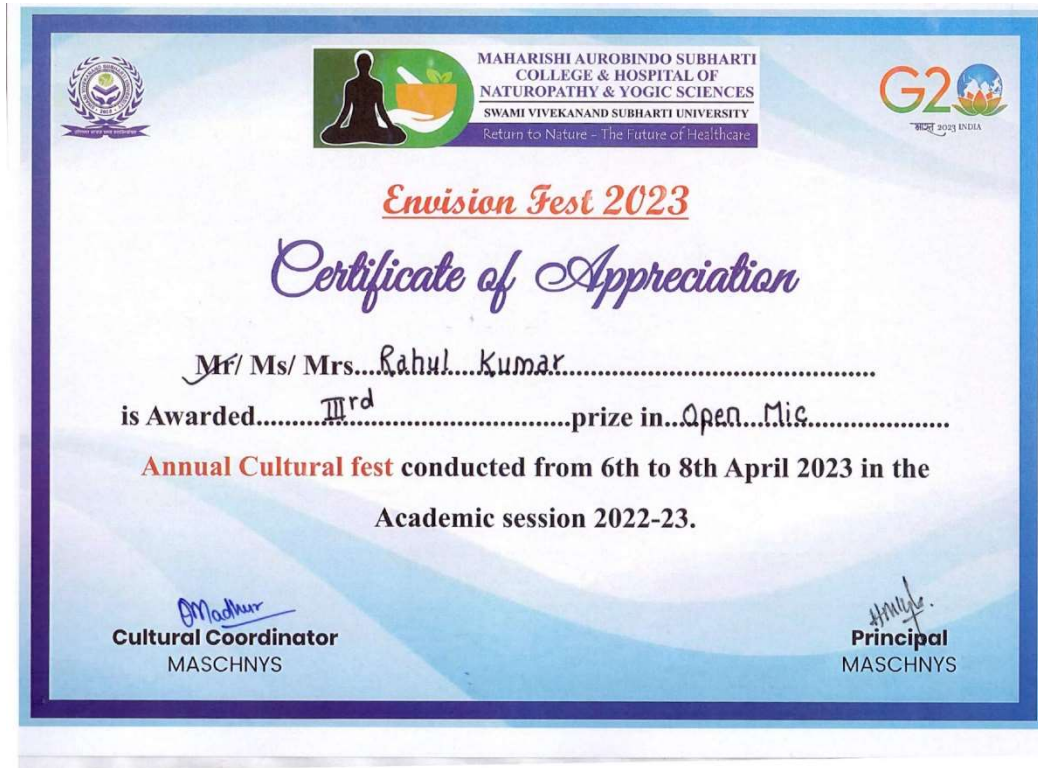 MAHARISHI AUROBINDO SUBHARTI
COLLEGE & HOSPITAL OF
NATUROPATHY & YOGIC SCIENCES
SWAMI VIVEKANAND SUBHARTI UNIVERSITY
Return to Nature - The Future of Healthcare
G20
भारत 2023 INDIA
Envision Fest 2023
Certificate of Appreciation
Mr/ Ms/ Mrs...Rahul Kumar...
is Awarded...IIIrd...prize in...Open Mic...
Annual Cultural fest conducted from 6th to 8th April 2023 in the
Academic session 2022-23.
Madhur
Cultural Coordinator
MASCHNYS
Principal
MASCHNYS